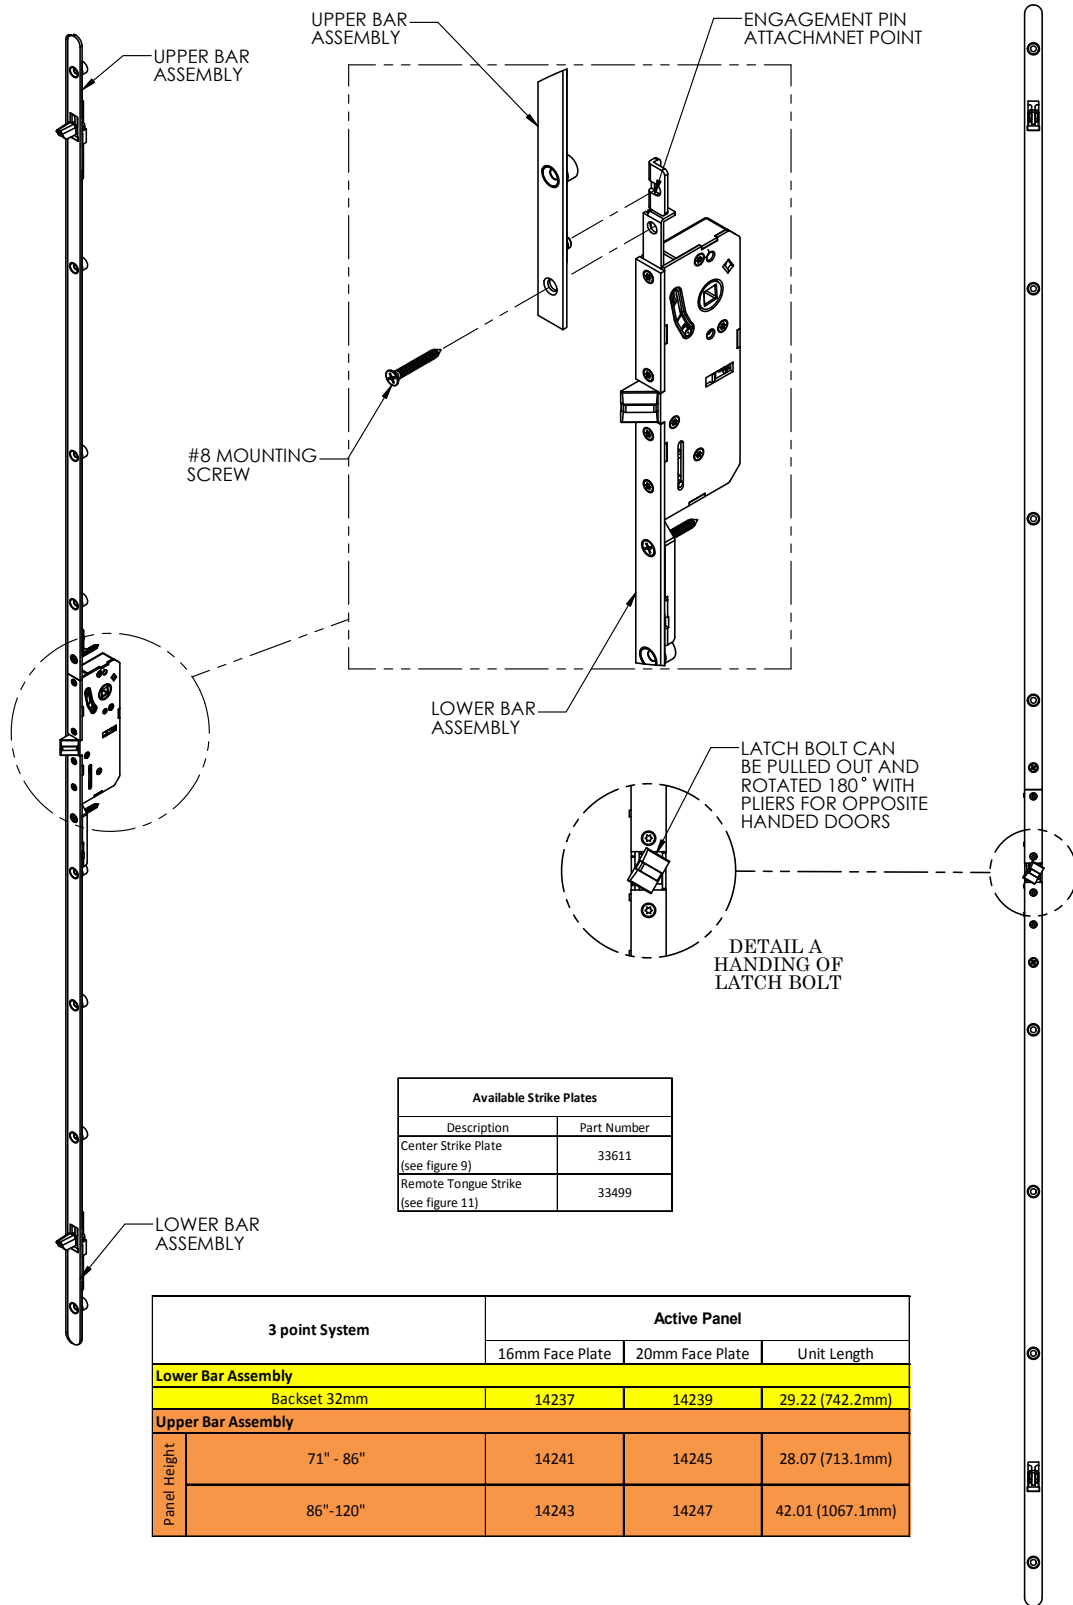 UPPER BAR
ASSEMBLY
UPPER BAR
ASSEMBLY
ENGAGEMENT PIN
ATTACHMNET POINT
#8 MOUNTING
SCREW
LOWER BAR
ASSEMBLY
LATCH BOLT CAN
BE PULLED OUT AND
ROTATED 180° WITH
PLIERS FOR OPPOSITE
HANDED DOORS
DETAIL A
HANDING OF
LATCH BOLT
Available Strike Plates
Description Part Number
Center Strike Plate
(see figure 9) 33611
Remote Tongue Strike
(see figure 11) 33499
LOWER BAR
ASSEMBLY
3 point System Active Panel
16mm Face Plate 20mm Face Plate Unit Length
Lower Bar Assembly
Backset 32mm 14237 14239 29.22 (742.2mm)
Upper Bar Assembly
Panel Height
71" - 86" 14241 14245 28.07 (713.1mm)
86"-120" 14243 14247 42.01 (1067.1mm)